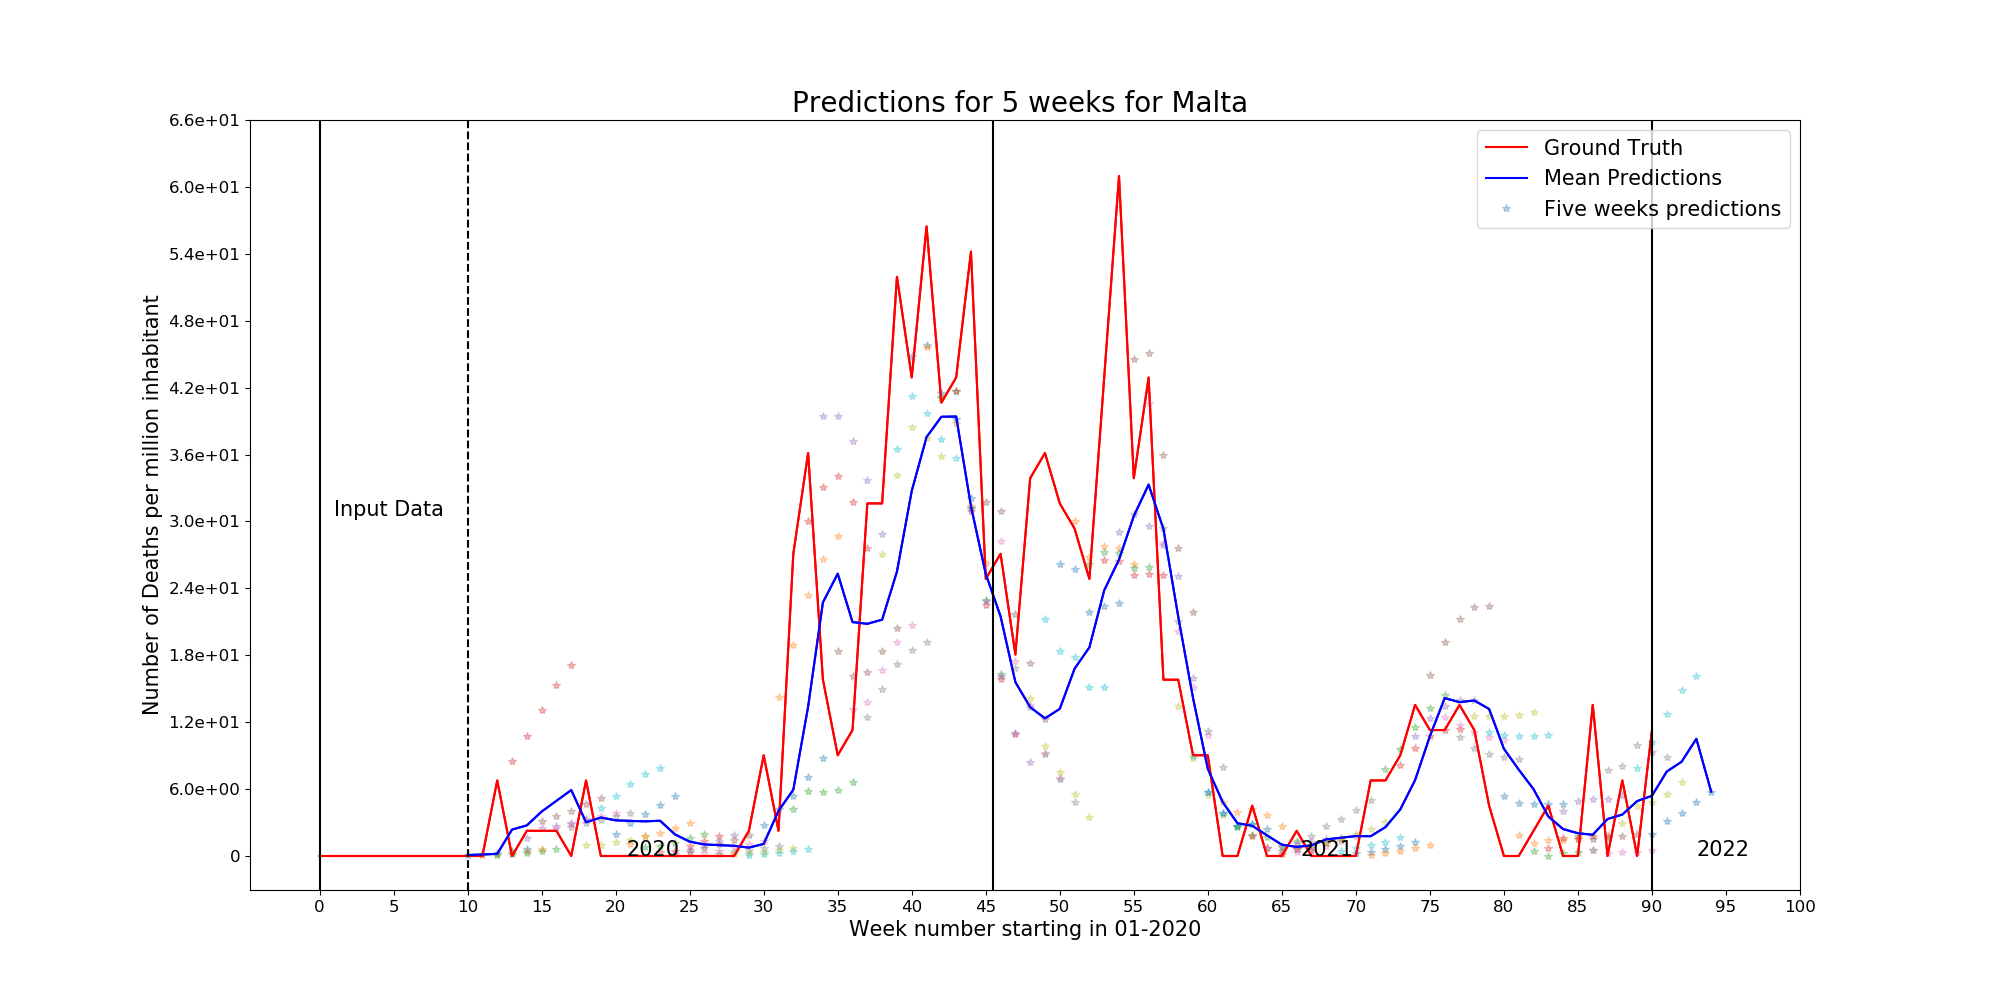 Predictions for 5 weeks for Malta
6.6e+01
6.0e+01
5.4e+01
4.8e+01
4.2e+01
3.6e+01
3.0e+01
2.4e+01
1.8e+01
1.2e+01
6.0e+00
0
Number of Deaths per million inhabitant
Ground Truth
Mean Predictions
Five weeks predictions
Input Data
2020
2021
2022
0 5 10 15 20 25 30 35 40 45 50 55 60 65 70 75 80 85 90 95 100
Week number starting in 01-2020